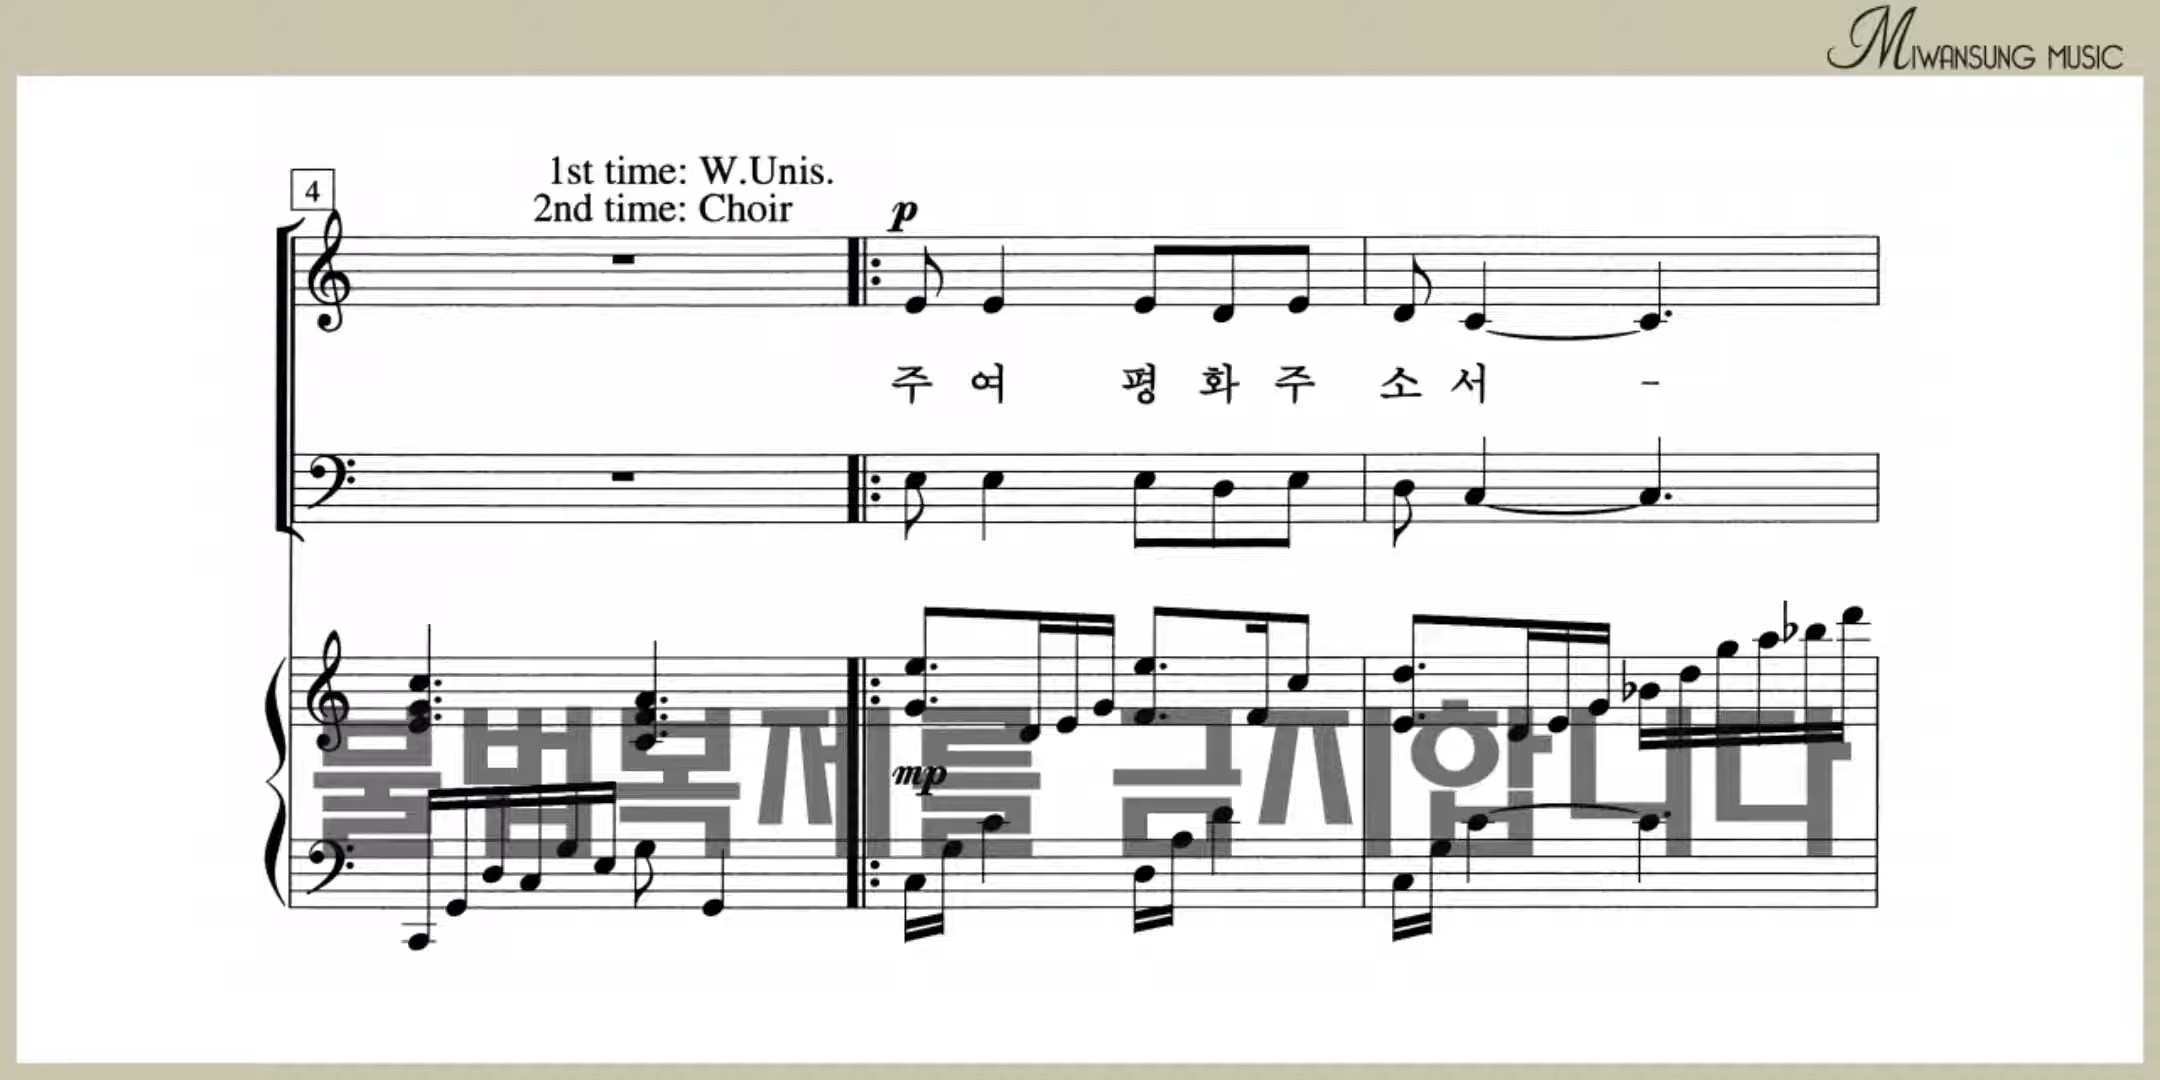 MIWANSUNG MUSIC
4
1st time: W.Unis.
2nd time: Choir
p
주 여 평 화 주 소 서 -
mp
불법복제를 금지합니다